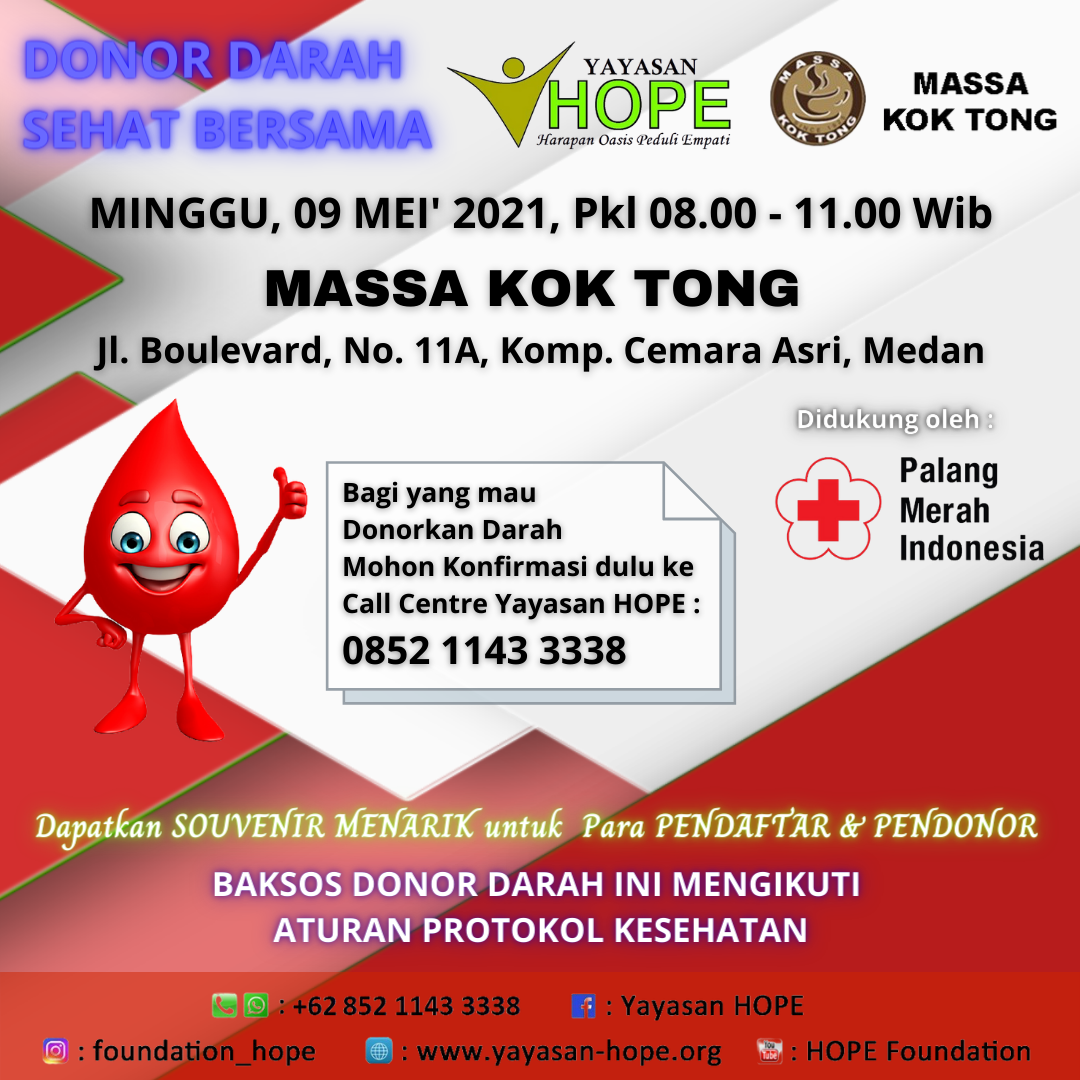 DONOR DARAH
SEHAT BERSAMA
YAYASAN
HOPE
Harapan Oasis Peduli Empati
MASSA
KOK TONG
MASSA
KOK TONG
MINGGU, 09 MEI' 2021, Pkl 08.00 - 11.00 Wib
MASSA KOK TONG
Jl. Boulevard, No. 11A, Komp. Cemara Asri, Medan
Didukung oleh :
Palang
Merah
Indonesia
Bagi yang mau
Donorkan Darah
Mohon Konfirmasi dulu ke
Call Centre Yayasan HOPE :
0852 1143 3338
Dapatkan SOUVENIR MENARIK untuk Para PENDAFTAR & PENDONOR
BAKSOS DONOR DARAH INI MENGIKUTI
ATURAN PROTOKOL KESEHATAN
: +62 852 1143 3338
: Yayasan HOPE
: foundation_hope
: www.yayasan-hope.org
You Tube
: HOPE Foundation